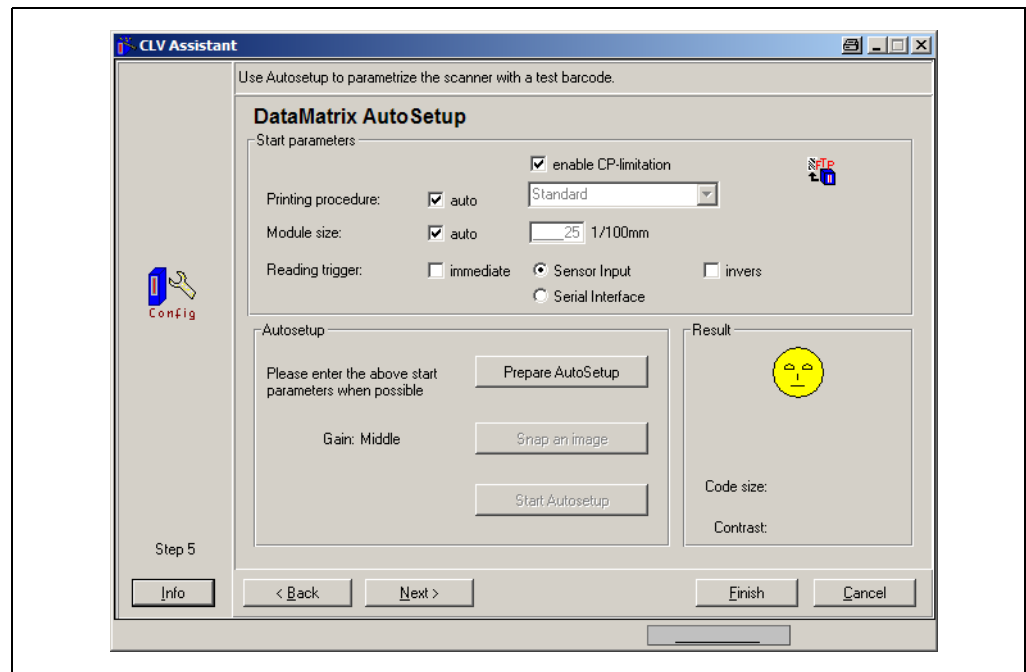 CLV Assistant
Use Autosetup to parametrize the scanner with a test barcode.
DataMatrix AutoSetup
Start parameters
enable CP-limitation
FTP
Printing procedure: auto Standard
Module size: auto 25 1/100mm
Reading trigger: immediate Sensor Input invers
Serial Interface
Config
Autosetup
Result
Please enter the above start
parameters when possible
Prepare AutoSetup
Gain: Middle Snap an image
Start Autosetup
Code size:
Contrast:
Step 5
Info < Back Next > Finish Cancel